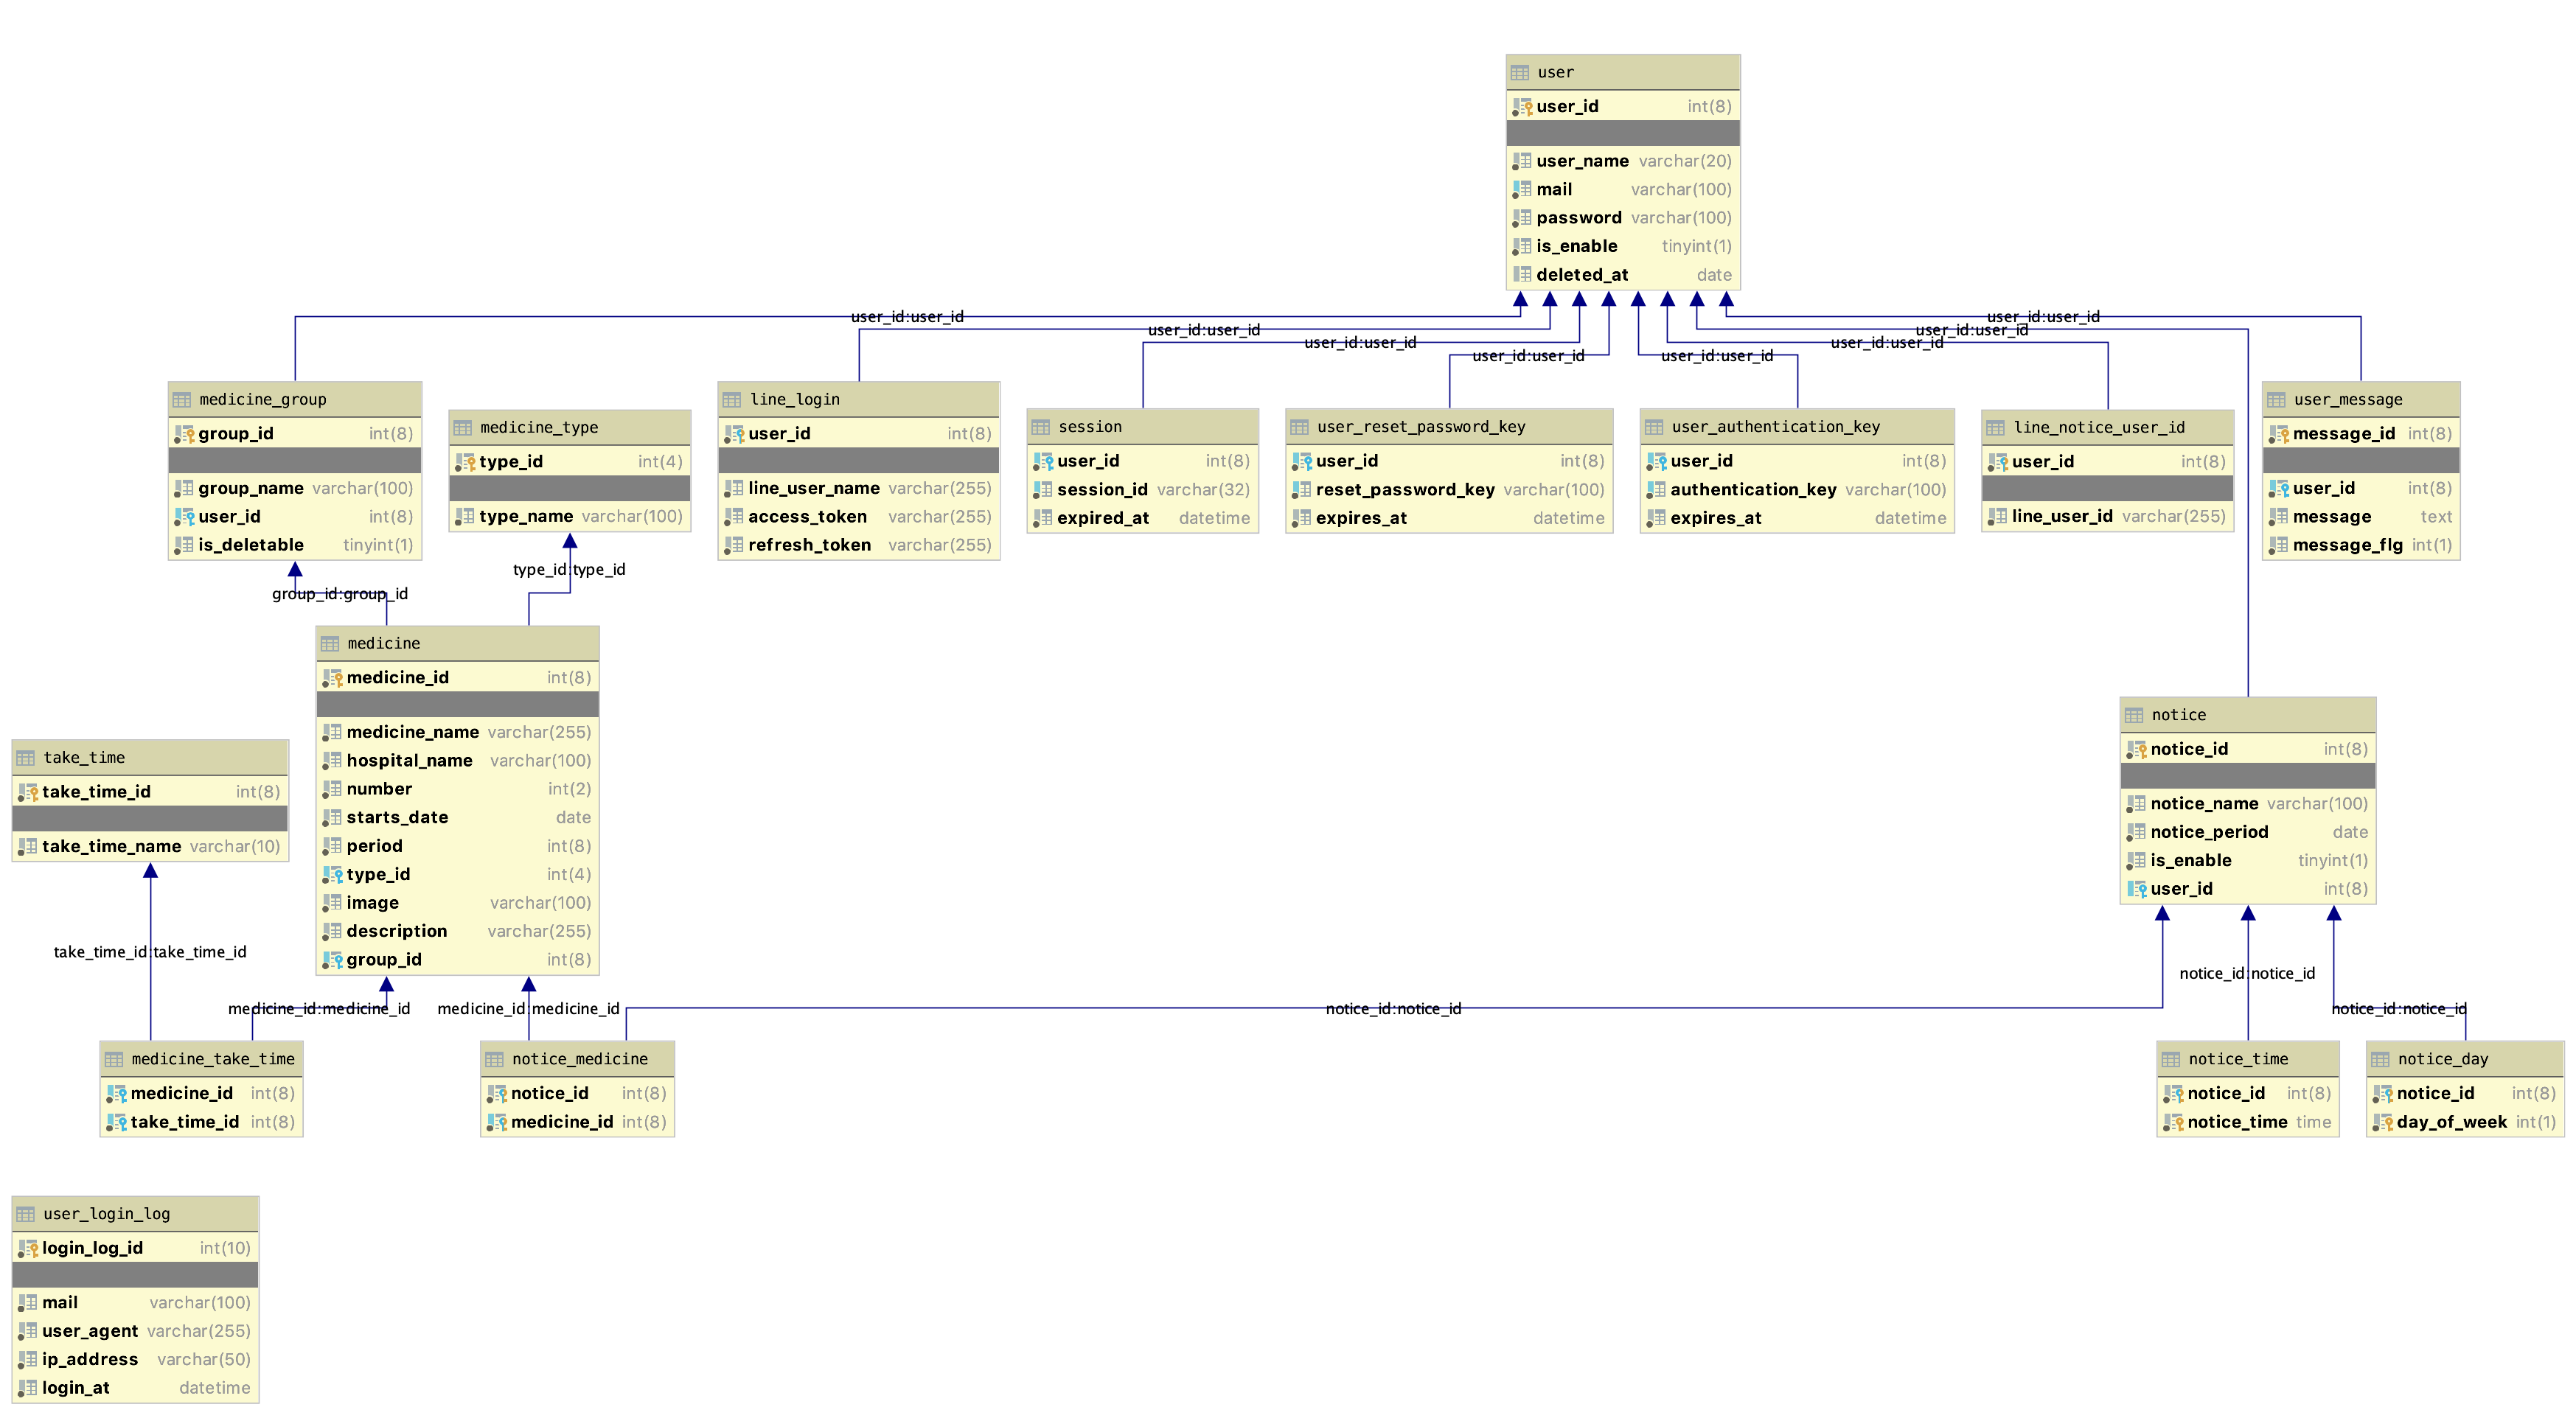 user
user_id int(8)
user_name varchar(20)
mail varchar(100)
password varchar(100)
is_enable tinyint(1)
deleted_at date
user_id:user_id
user_id:user_id
user_id:user_id
user_id:user_id
user_id:user_id
user_id:user_id
user_id:user_id
user_id:user_id
medicine_group
group_id int(8)
group_name varchar(100)
user_id int(8)
is_deletable tinyint(1)
medicine_type
type_id int(4)
type_name varchar(100)
line_login
user_id int(8)
line_user_name varchar(255)
access_token varchar(255)
refresh_token varchar(255)
session
user_id int(8)
session_id varchar(32)
expired_at datetime
user_reset_password_key
user_id int(8)
reset_password_key varchar(100)
expires_at datetime
user_authentication_key
user_id int(8)
authentication_key varchar(100)
expires_at datetime
line_notice_user_id
user_id int(8)
line_user_id varchar(255)
user_message
message_id int(8)
user_id int(8)
message text
message_flg int(1)
group_id:group_id
type_id:type_id
medicine
medicine_id int(8)
medicine_name varchar(255)
hospital_name varchar(100)
number int(2)
starts_date date
period int(8)
type_id int(4)
image varchar(100)
description varchar(255)
group_id int(8)
take_time
take_time_id int(8)
take_time_name varchar(10)
notice
notice_id int(8)
notice_name varchar(100)
notice_period date
is_enable tinyint(1)
user_id int(8)
take_time_id:take_time_id
medicine_id:medicine_id
medicine_id:medicine_id
notice_id:notice_id
notice_id:notice_id
notice_id:notice_id
medicine_take_time
medicine_id int(8)
take_time_id int(8)
notice_medicine
notice_id int(8)
medicine_id int(8)
notice_time
notice_id int(8)
notice_time time
notice_day
notice_id int(8)
day_of_week int(1)
user_login_log
login_log_id int(10)
mail varchar(100)
user_agent varchar(255)
ip_address varchar(50)
login_at datetime